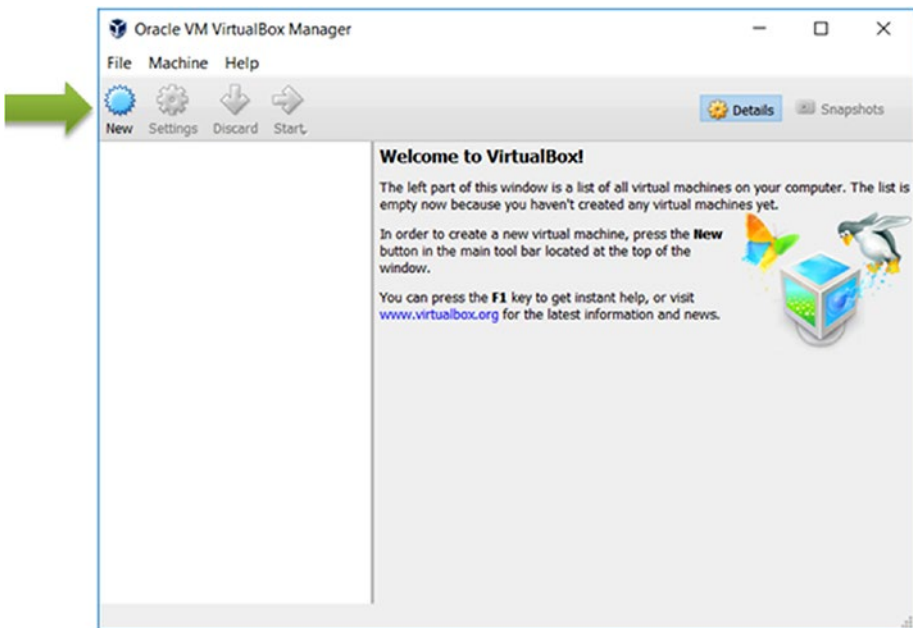 Oracle VM VirtualBox Manager
File Machine Help
New Settings Discard Start
Details Snapshots
Welcome to VirtualBox!
The left part of this window is a list of all virtual machines on your computer. The list is
empty now because you haven't created any virtual machines yet.
In order to create a new virtual machine, press the New
button in the main tool bar located at the top of the
window.
You can press the F1 key to get instant help, or visit
www.virtualbox.org for the latest information and news.